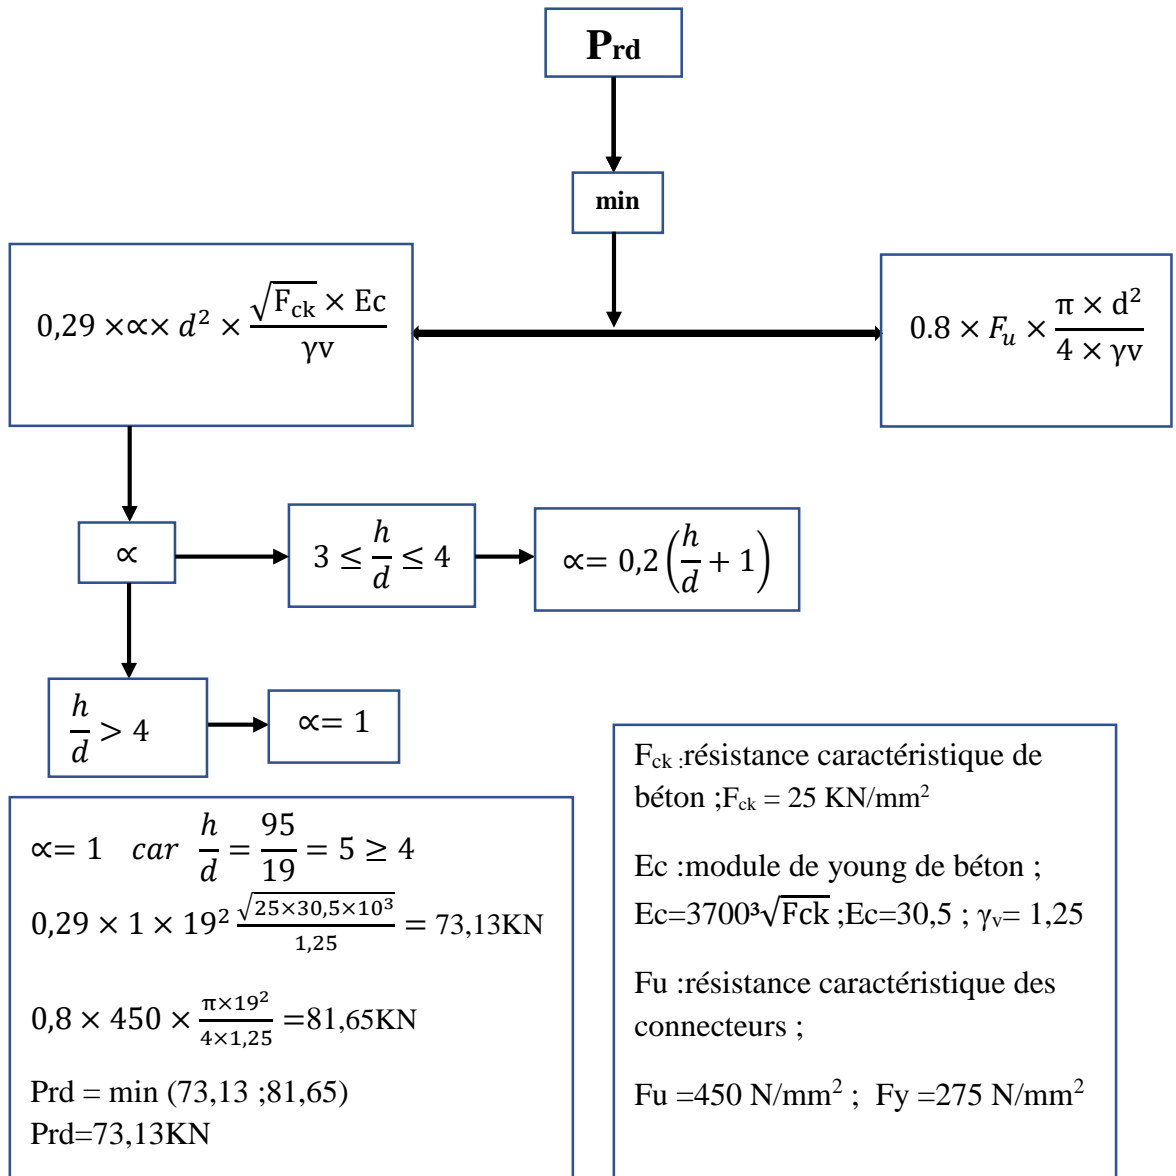 Prd
min
0,29 ×∝× d² × √Fck × Ec / γv
0.8 × Fu × π × d² / 4 × γv
∝
3 ≤ h/d ≤ 4
∝= 0,2 (h/d + 1)
h/d > 4
∝= 1
∝= 1 car h/d = 95/19 = 5 ≥ 4
0,29 × 1 × 19² √25×30,5×10³ / 1,25 = 73,13KN
0,8 × 450 × π×19² / 4×1,25 =81,65KN
Prd = min (73,13 ;81,65)
Prd=73,13KN
Fck :résistance caractéristique de
béton ;Fck = 25 KN/mm²
Ec :module de young de béton ;
Ec=3700³√Fck ;Ec=30,5 ; γv= 1,25
Fu :résistance caractéristique des
connecteurs ;
Fu =450 N/mm² ; Fy =275 N/mm²